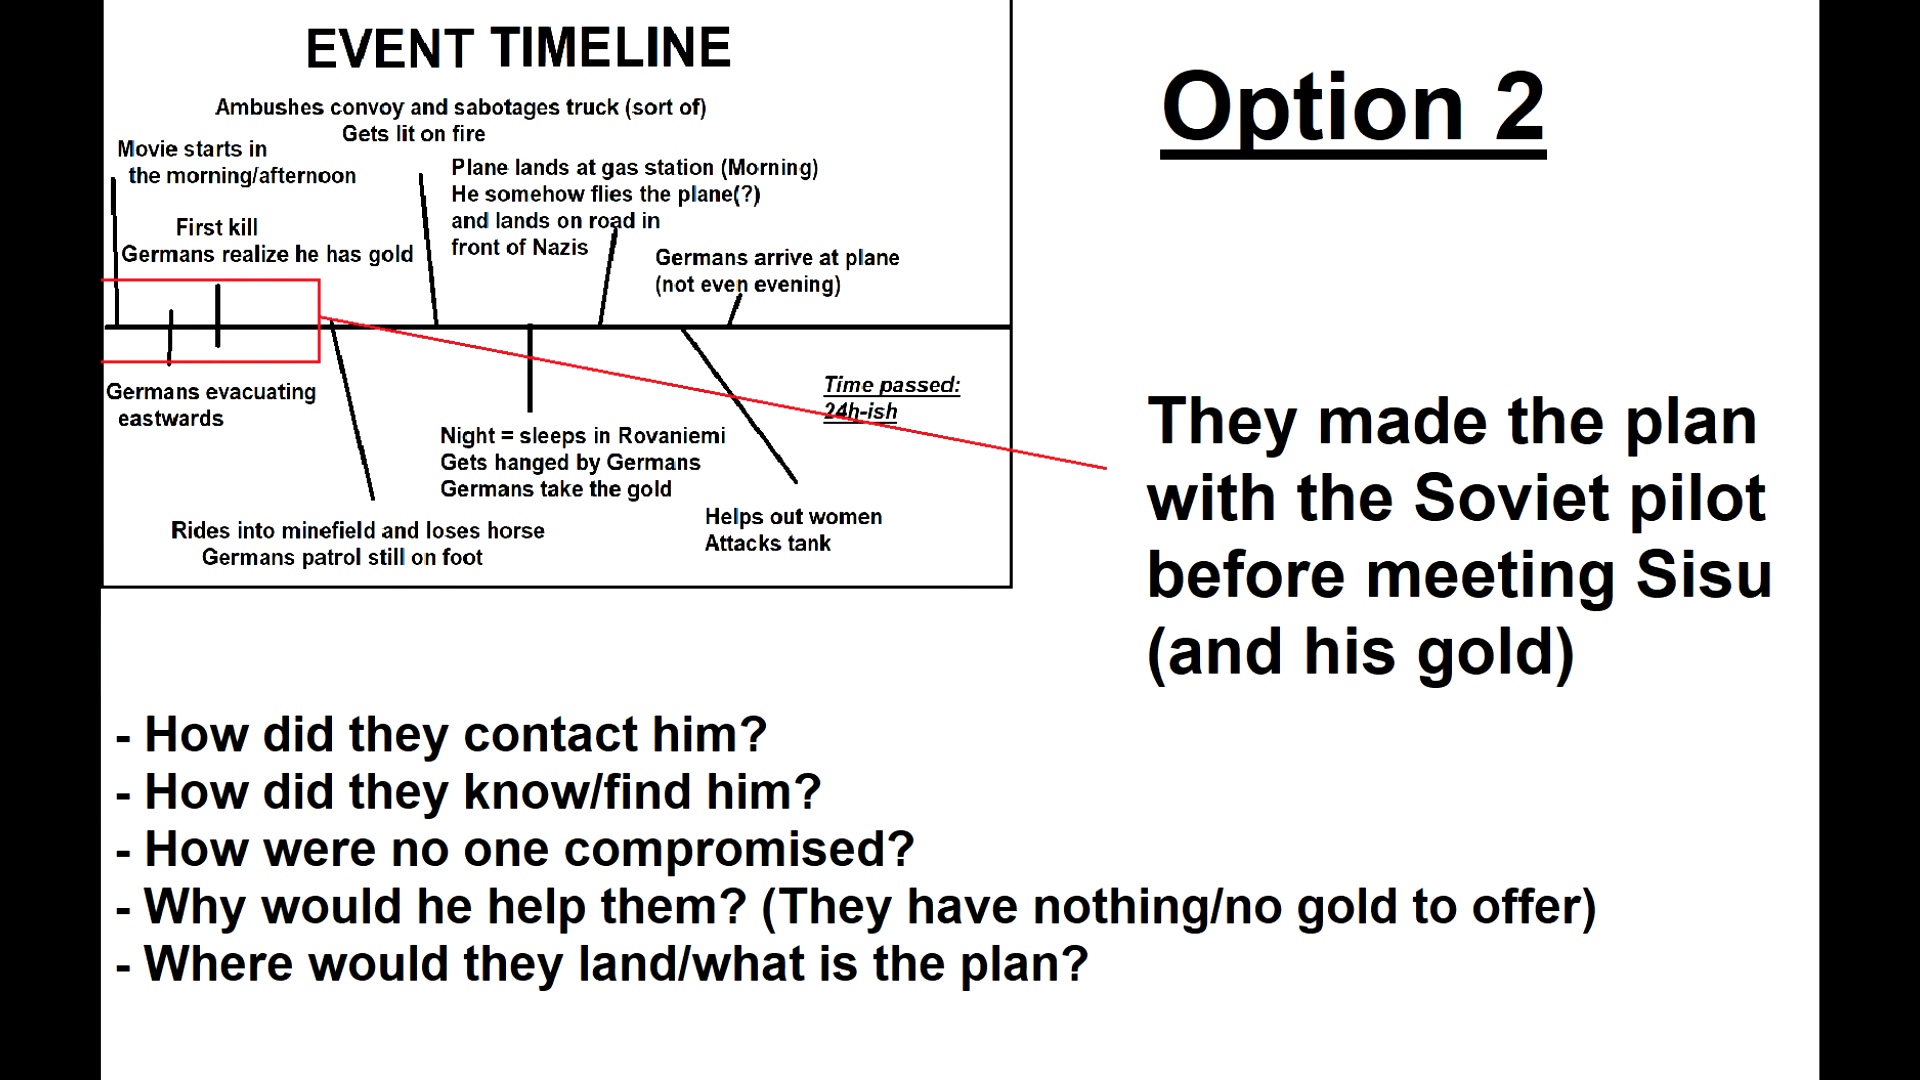 EVENT TIMELINE
Ambushes convoy and sabotages truck (sort of)
Gets lit on fire
Movie starts in
the morning/afternoon
Plane lands at gas station (Morning)
He somehow flies the plane(?)
and lands on road in
front of Nazis
First kill
Germans realize he has gold
Germans arrive at plane
(not even evening)
Germans evacuating
eastwards
Time passed:
24h-ish
Night = sleeps in Rovaniemi
Gets hanged by Germans
Germans take the gold
Rides into minefield and loses horse
Germans patrol still on foot
Helps out women
Attacks tank
Option 2
They made the plan
with the Soviet pilot
before meeting Sisu
(and his gold)
- How did they contact him?
- How did they know/find him?
- How were no one compromised?
- Why would he help them? (They have nothing/no gold to offer)
- Where would they land/what is the plan?